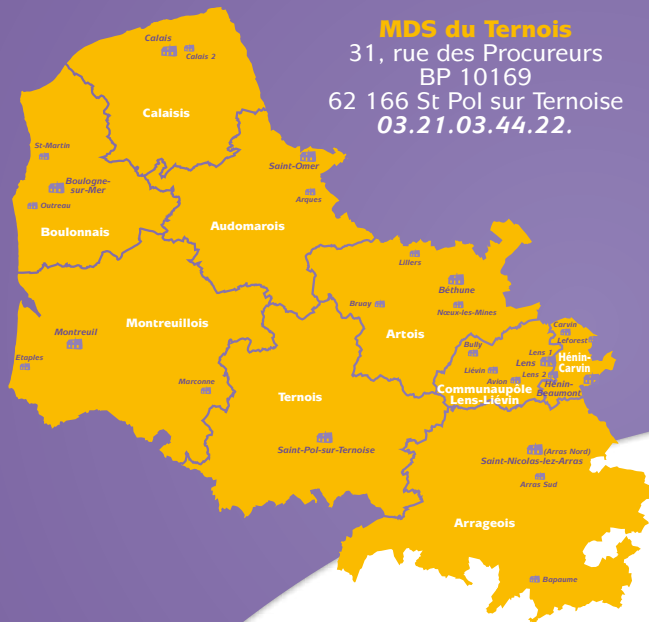 MDS du Ternois
31, rue des Procureurs
BP 10169
62 166 St Pol sur Ternoise
03.21.03.44.22.
Calais
Calais 2
Calaisis
St-Martin
Boulogne-
sur-Mer
Outreau
Boulonnais
Saint-Omer
Arques
Audomarois
Lillers
Béthune
Bruay
Nœux-les-Mines
Artois
Montreuillois
Montreuil
Etaples
Marconne
Ternois
Saint-Pol-sur-Ternoise
Carvin
Leforest
Bully
Lens 1
Lens
Hénin-
Carvin
Liévin
Lens 2
Avion
Hénin-
Beaumont
Communaupôle
Lens-Liévin
(Arras Nord)
Saint-Nicolas-lez-Arras
Arras Sud
Arrageois
Bapaume